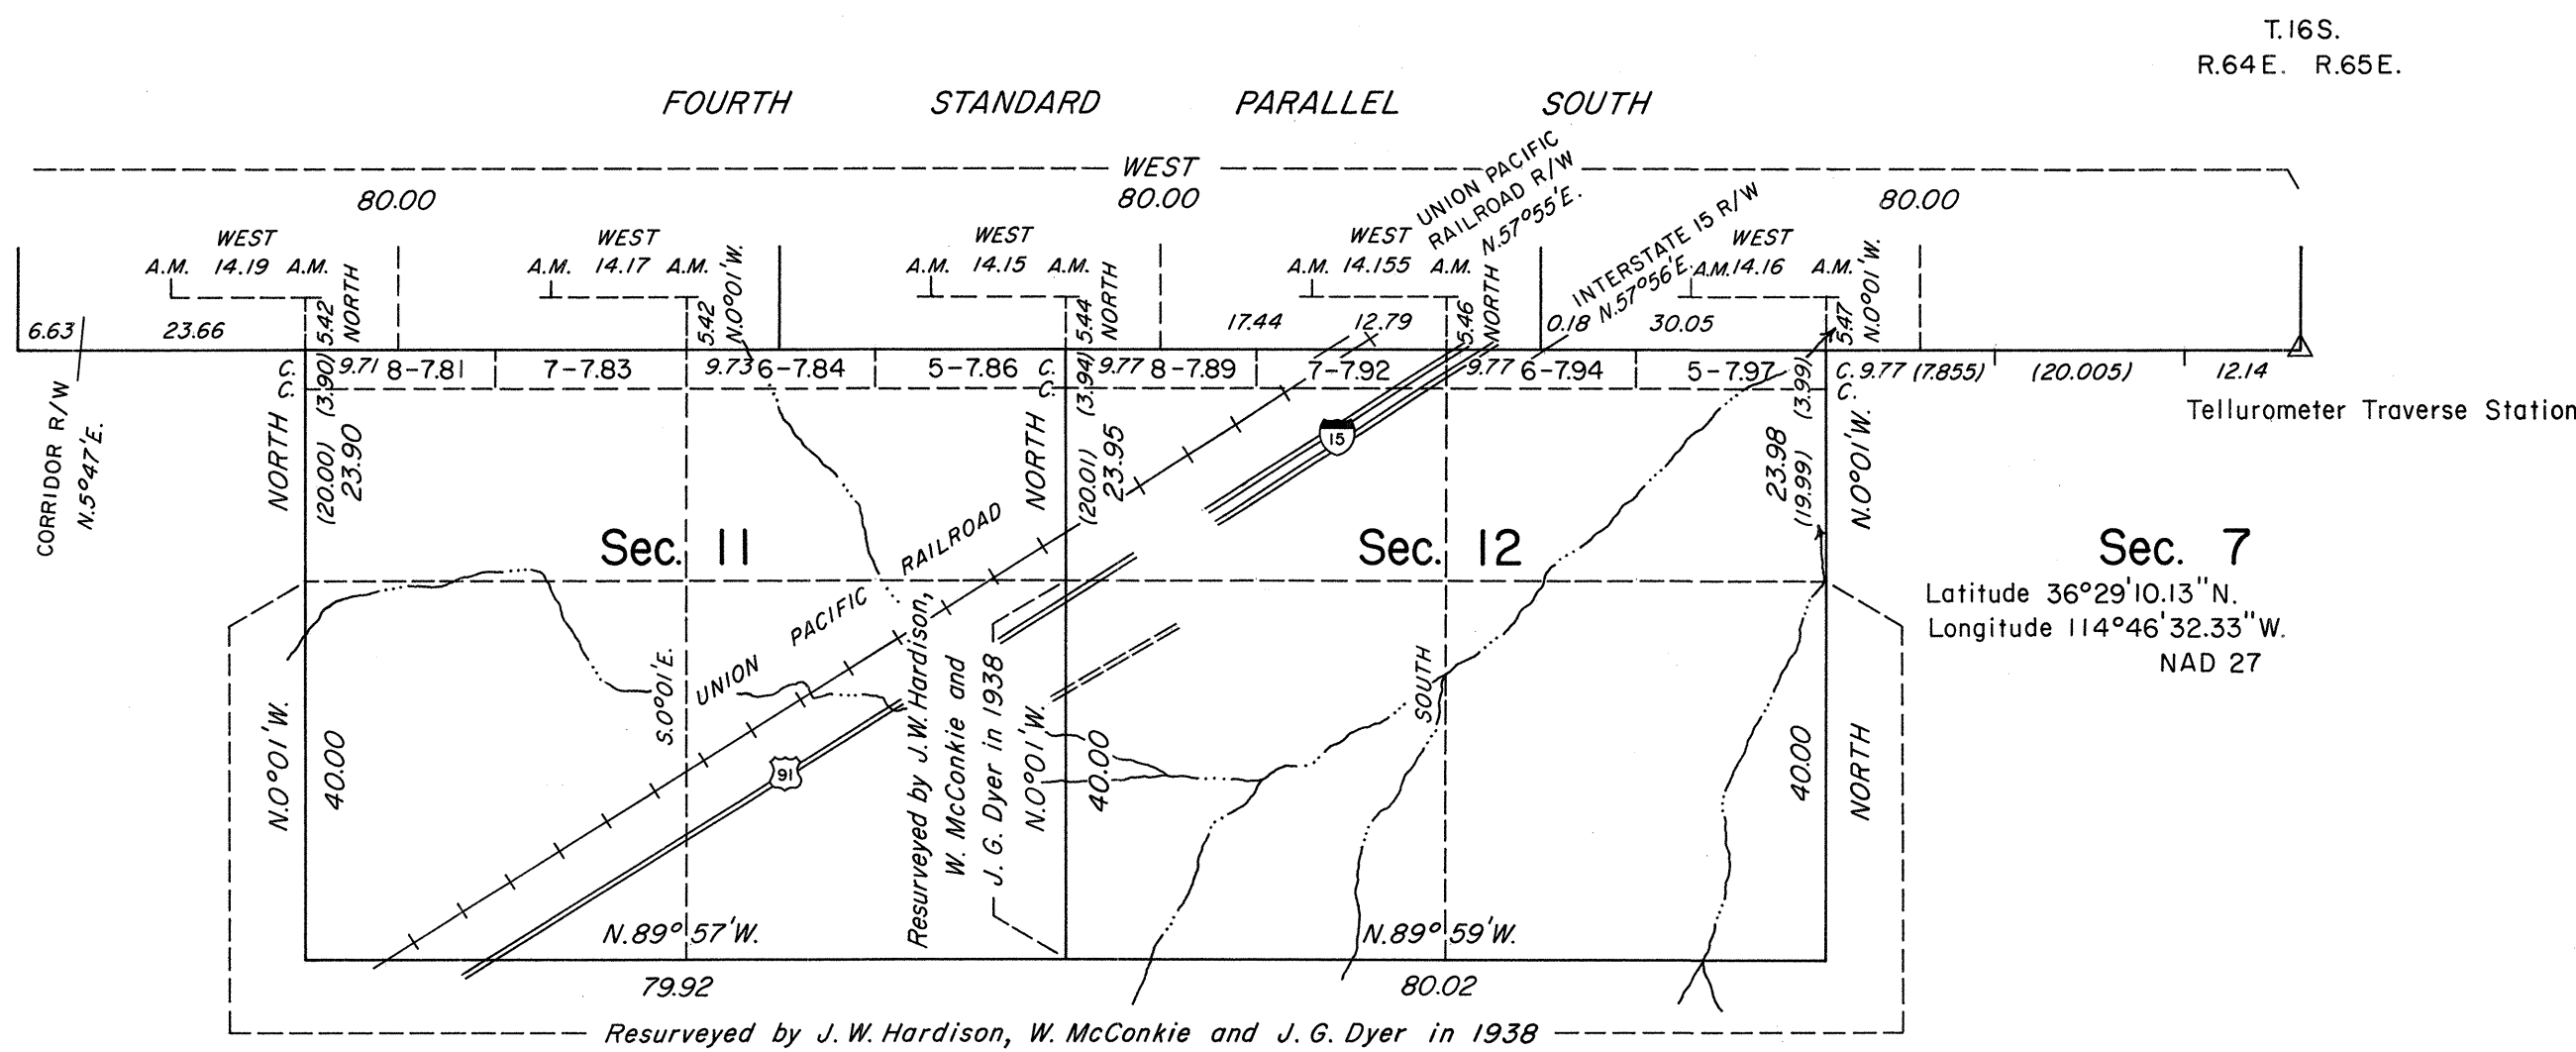 T.16S.
R.64E. R.65E.
FOURTH STANDARD PARALLEL SOUTH
WEST
80.00 80.00 80.00
UNION PACIFIC
RAILROAD R/W
N.57°55'E.
INTERSTATE 15 R/W
N.57°56'E.
WEST WEST WEST WEST WEST
A.M. 14.19 A.M. A.M. 14.17 A.M. A.M. 14.15 A.M. A.M. 14.155 A.M. A.M. 14.16 A.M.
5.42 NORTH
5.42 N.0°01'W.
5.44 NORTH
5.46 NORTH
5.47 N.0°01'W.
6.63 23.66 17.44 12.79 0.18 30.05
C. 9.71 8-7.81 7-7.83 9.73 6-7.84 5-7.86 C. 9.77 8-7.89 7-7.92 9.77 6-7.94 5-7.97 C. 9.77 (7.855) (20.005) 12.14
C. C. C.
Tellurometer Traverse Station
CORRIDOR R/W
N.5°47'E.
NORTH
(20.00) (3.90)
23.90
NORTH
(20.01) (3.94)
23.95
15
23.98
(19.99) (3.99)
N.0°01'W.
Sec. 11
Sec. 12
Sec. 7
Latitude 36°29'10.13"N.
Longitude 114°46'32.33"W.
NAD 27
UNION PACIFIC RAILROAD
S.0°01'E.
SOUTH
N.0°01'W.
40.00
91
Resurveyed by J.W. Hardison,
W. McConkie and
J. G. Dyer in 1938
N.0°01'W.
40.00
40.00
NORTH
N.89°57'W.
N.89°59'W.
79.92
80.02
Resurveyed by J. W. Hardison, W. McConkie and J. G. Dyer in 1938